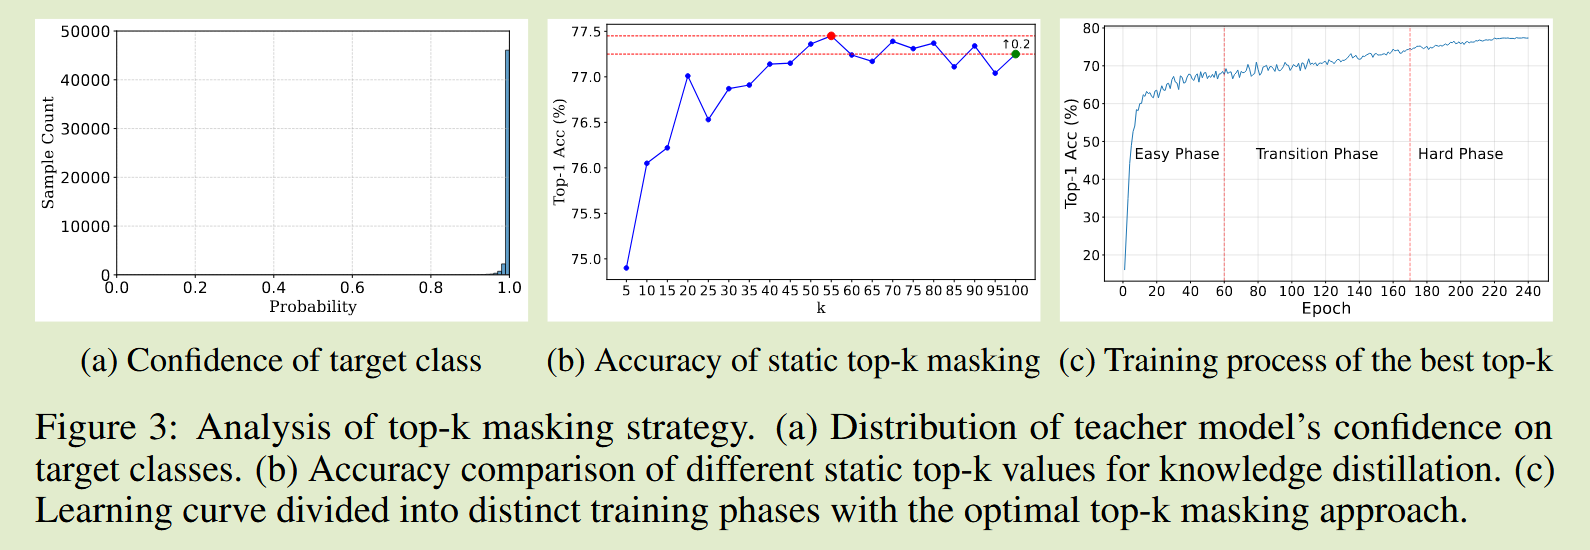 50000
40000
30000
20000
10000
0
Sample Count
0.0 0.2 0.4 0.6 0.8 1.0
Probability
77.5
77.0
76.5
76.0
75.5
75.0
Top-1 Acc (%)
↑0.2
5 10 15 20 25 30 35 40 45 50 55 60 65 70 75 80 85 90 95 100
k
80
70
60
50
40
30
20
Top-1 Acc (%)
Easy Phase Transition Phase Hard Phase
0 20 40 60 80 100 120 140 160 180 200 220 240
Epoch
(a) Confidence of target class
(b) Accuracy of static top-k masking
(c) Training process of the best top-k
Figure 3: Analysis of top-k masking strategy. (a) Distribution of teacher model's confidence on
target classes. (b) Accuracy comparison of different static top-k values for knowledge distillation. (c)
Learning curve divided into distinct training phases with the optimal top-k masking approach.